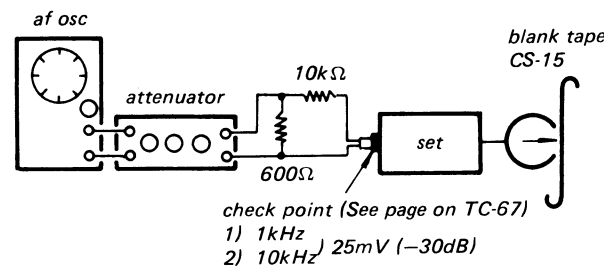 af osc
attenuator
10kΩ
600Ω
set
blank tape
CS-15
check point (See page on TC-67)
1) 1kHz
2) 10kHz ) 25mV (−30dB)